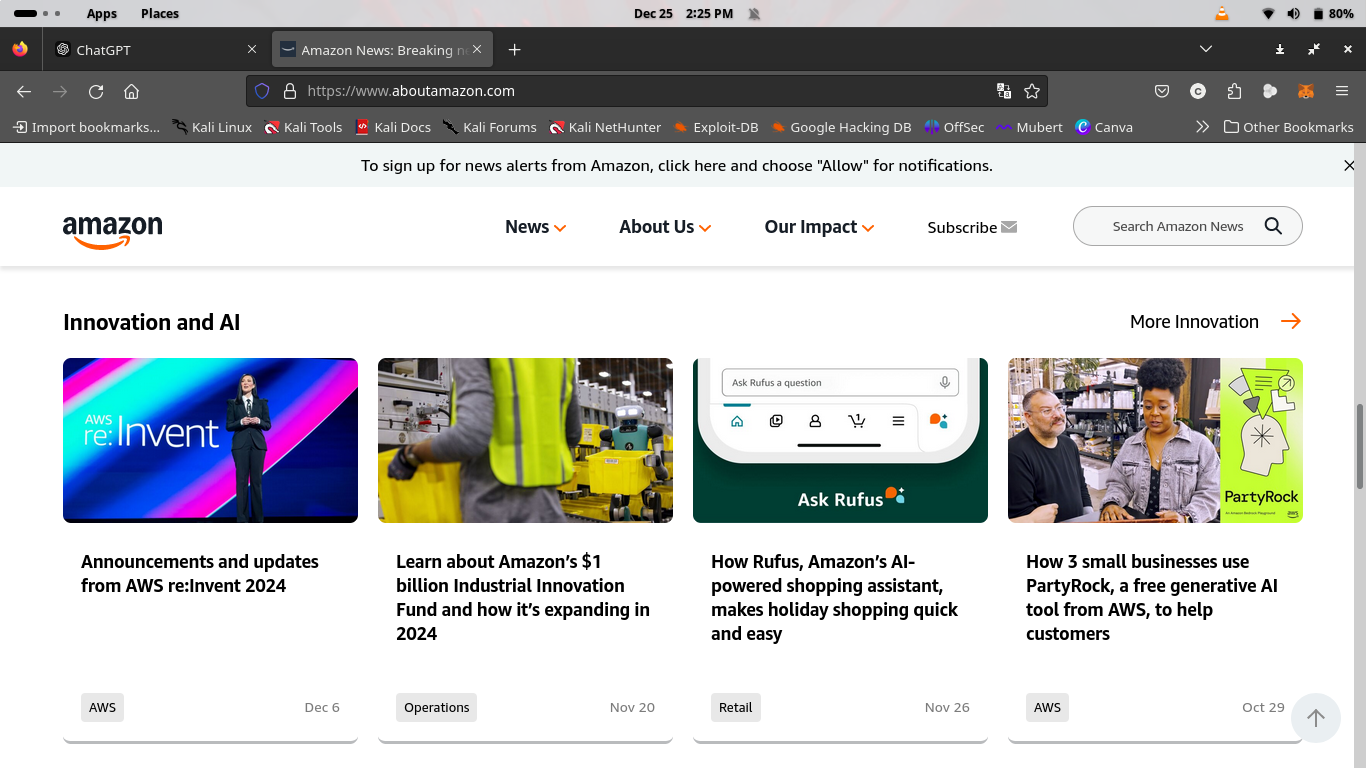 Apps Places Dec 25 2:25 PM 80%
ChatGPT Amazon News: Breaking n
https://www.aboutamazon.com
Import bookmarks... Kali Linux Kali Tools Kali Docs Kali Forums Kali NetHunter Exploit-DB Google Hacking DB OffSec Mubert Canva Other Bookmarks
To sign up for news alerts from Amazon, click here and choose "Allow" for notifications.
amazon News About Us Our Impact Subscribe Search Amazon News
Innovation and AI More Innovation
AWS
re:Invent
Ask Rufus a question
1
Ask Rufus
PartyRock
An Amazon Bedrock Playground aws
Announcements and updates
from AWS re:Invent 2024
AWS Dec 6
Learn about Amazon’s $1
billion Industrial Innovation
Fund and how it’s expanding in
2024
Operations Nov 20
How Rufus, Amazon’s AI-
powered shopping assistant,
makes holiday shopping quick
and easy
Retail Nov 26
How 3 small businesses use
PartyRock, a free generative AI
tool from AWS, to help
customers
AWS Oct 29